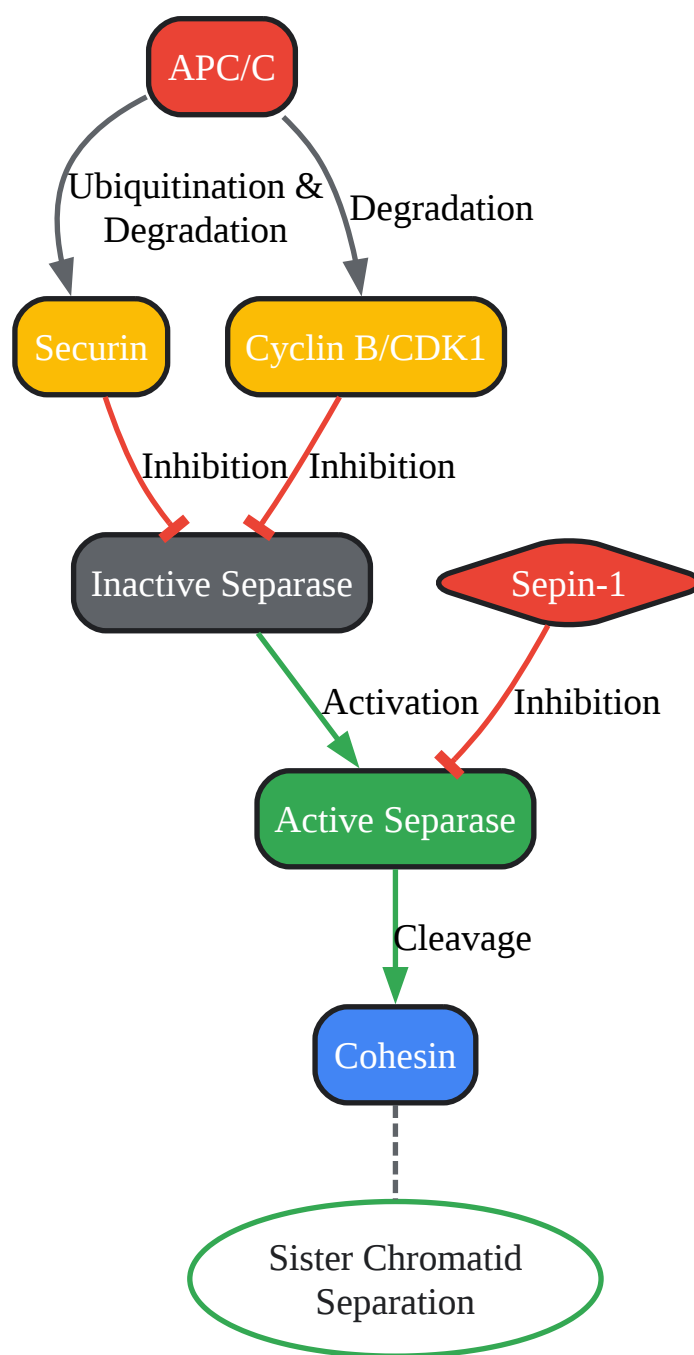 APC/C
Ubiquitination &
Degradation
Degradation
Securin
Cyclin B/CDK1
Inhibition
Inhibition
Inactive Separase
Sepin-1
Activation
Inhibition
Active Separase
Cleavage
Cohesin
Sister Chromatid
Separation